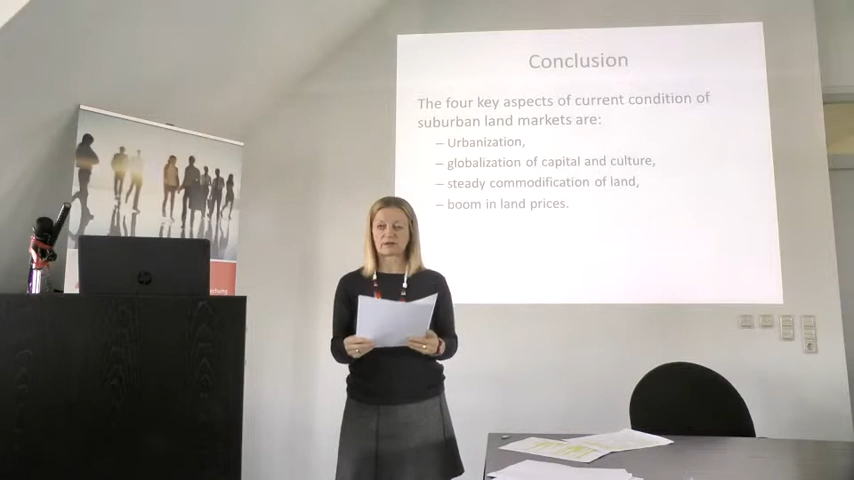 Conclusion
The four key aspects of current condition of
suburban land markets are:
– Urbanization,
– globalization of capital and culture,
– steady commodification of land,
– boom in land prices.
hp